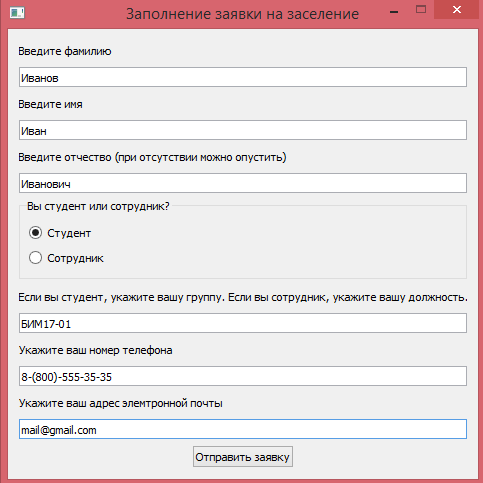 Заполнение заявки на заселение
Введите фамилию
Иванов
Введите имя
Иван
Введите отчество (при отсутствии можно опустить)
Иванович
Вы студент или сотрудник?
Студент
Сотрудник
Если вы студент, укажите вашу группу. Если вы сотрудник, укажите вашу должность.
БИМ17-01
Укажите ваш номер телефона
8-(800)-555-35-35
Укажите ваш адрес элемтронной почты
mail@gmail.com
Отправить заявку